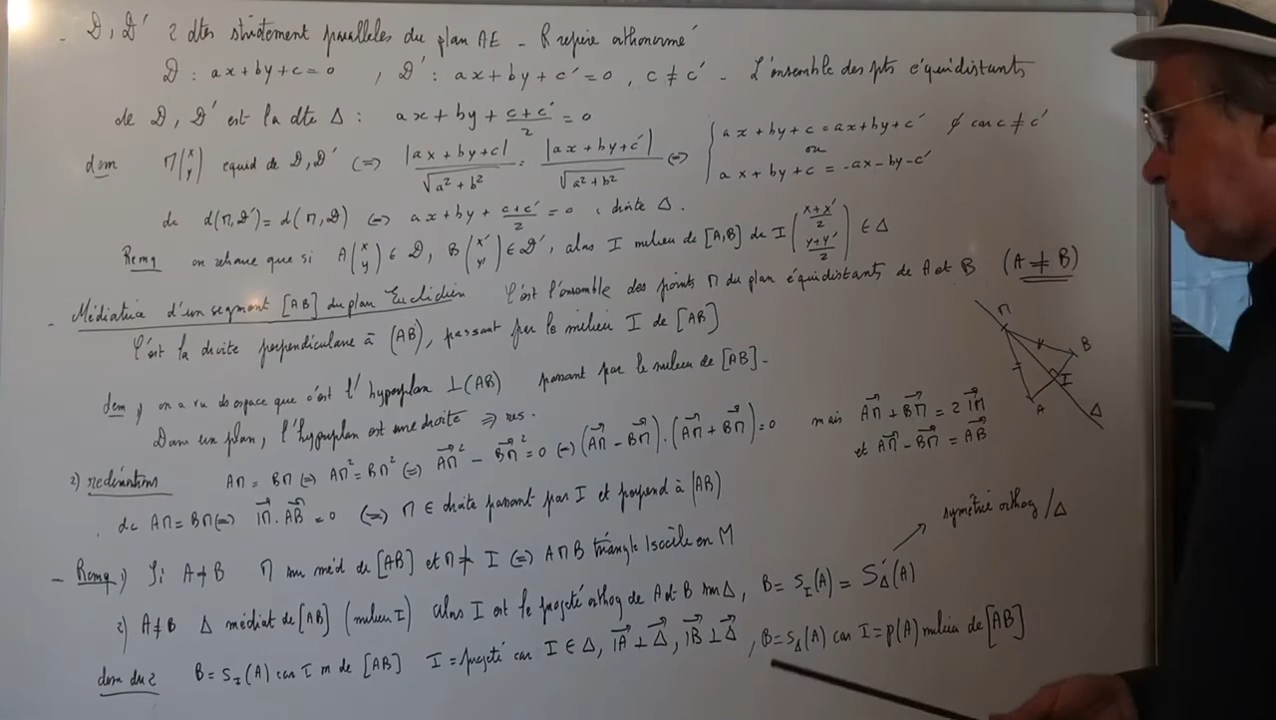 - D, D' 2 dtes strictement parallèles du plan AE - R repère orthonormé
D : ax+by+c=0 , D' : ax+by+c'=0 , c ≠ c' - L'ensemble des pts équidistants
de D, D' est la dte Δ : ax+by+(c+c')/2 = 0
dem M(x y) equid de D, D' (=) |ax+by+c|/√(a²+b²) = |ax+by+c'|/√(a²+b²) (=) { ax+by+c = ax+by+c' ∅ car c ≠ c' ou ax+by+c = -ax-by-c'
dc d(M,D') = d(M,D) (=) ax+by+(c+c')/2 = 0 : droite Δ.
Remq on retrouve que si A(x y) ∈ D, B(x' y') ∈ D', alors I milieu de [A,B] dc I((x+x')/2 (y+y')/2) ∈ Δ
- Médiatrice d'un segment [AB] du plan Euclidien C'est l'ensemble des points M du plan équidistants de A et B (A ≠ B)
C'est la droite perpendiculaire à (AB), passant par le milieu I de [AB]
dem on a vu ds espace que c'est l'hyperplan ⊥(AB) passant par le milieu de [AB].
Dans un plan, l'hyperplan est une droite ⇒ res.
2) redémontrons AM = BM (=) AM² = BM² (=) AM² - BM² = 0 (=) (AM - BM).(AM + BM) = 0 mais AM + BM = 2 IM
et AM - BM = AB
dc AM = BM (=) IM.AB = 0 (=) M ∈ droite passant par I et perpend à (AB)
- Remq 1) Si A ≠ B M sur méd de [AB] et M ≠ I (=) AMB triangle Isocèle en M
symétrie orthog /Δ
2) A ≠ B Δ médiat de [AB] (milieu I) Alors I est le projeté orthog de A et B sur Δ, B = S_I(A) = S_Δ(A)
dem du 2 B = S_I(A) car I m de [AB] I = projeté car I ∈ Δ, IA ⊥ Δ, IB ⊥ Δ, B = S_Δ(A) car I = p(A) milieu de [AB]
M
B
I
A
Δ